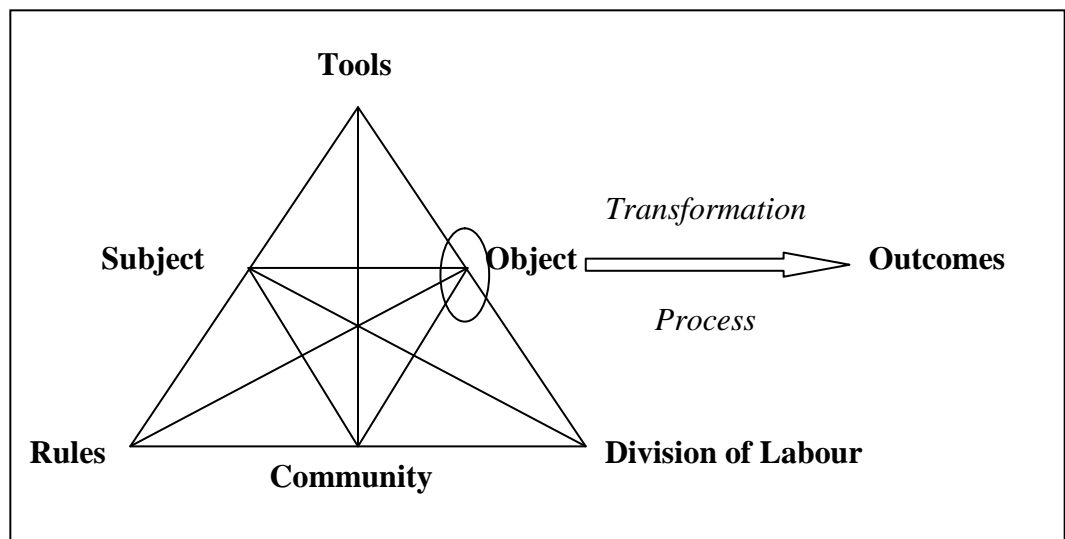 Tools
Transformation
Subject
Object
Outcomes
Process
Rules
Community
Division of Labour